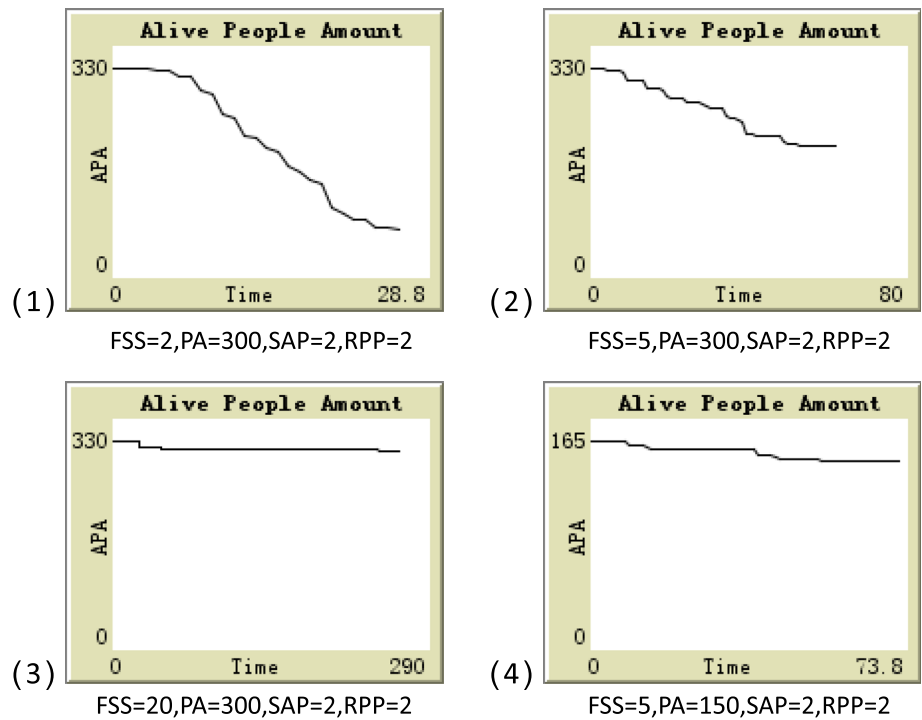 Alive People Amount
330
APA
0
0 Time 28.8
(1)
FSS=2,PA=300,SAP=2,RPP=2
Alive People Amount
330
APA
0
0 Time 80
(2)
FSS=5,PA=300,SAP=2,RPP=2
Alive People Amount
330
APA
0
0 Time 290
(3)
FSS=20,PA=300,SAP=2,RPP=2
Alive People Amount
165
APA
0
0 Time 73.8
(4)
FSS=5,PA=150,SAP=2,RPP=2